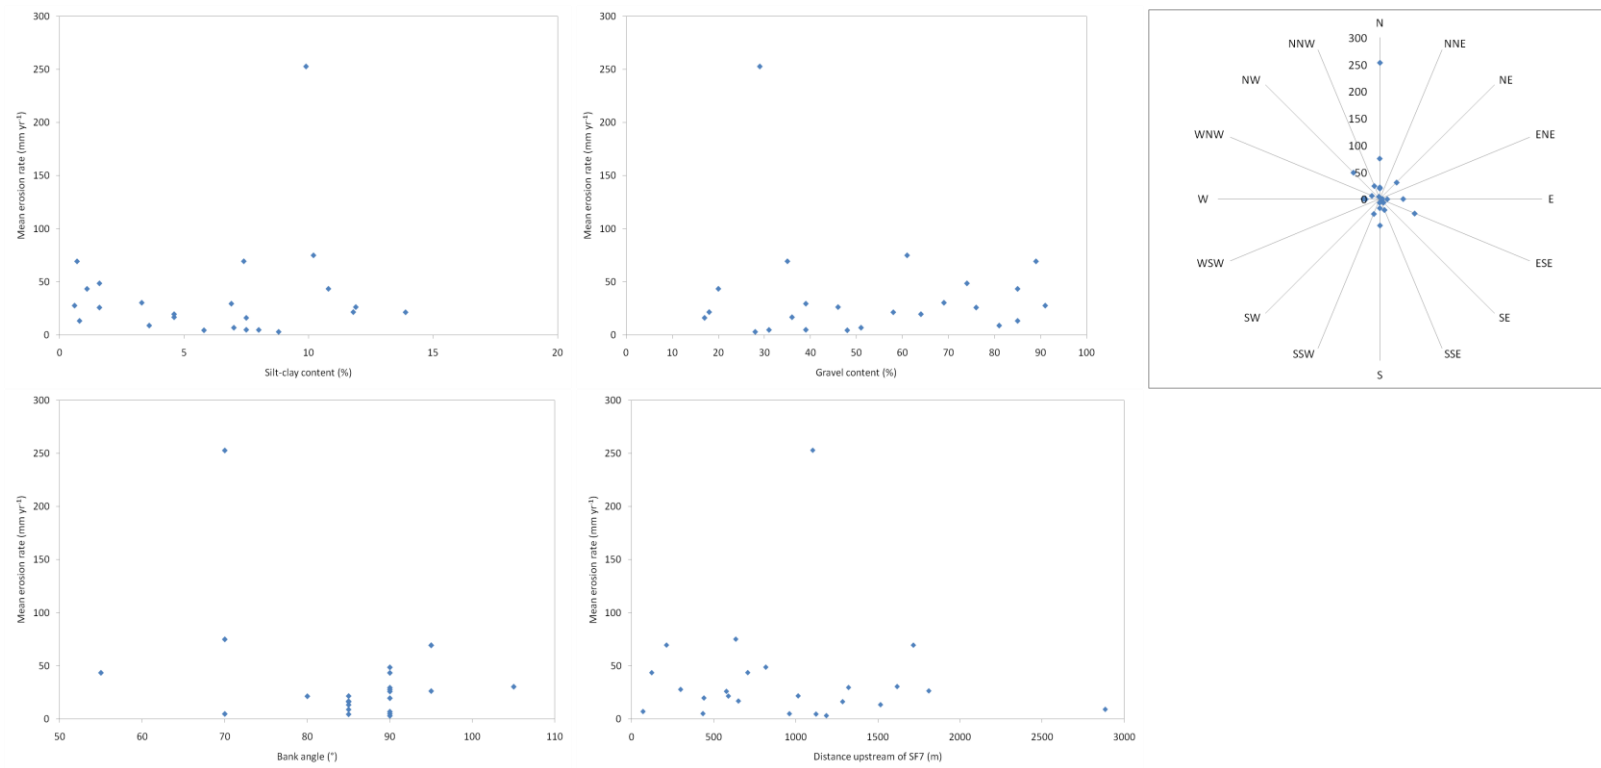 300
250
200
150
100
50
0
Mean erosion rate (mm yr⁻¹)
0 5 10 15 20
Silt-clay content (%)
300
250
200
150
100
50
0
Mean erosion rate (mm yr⁻¹)
0 10 20 30 40 50 60 70 80 90 100
Gravel content (%)
N
NNW 300 NNE
250
NW 200 NE
150
WNW 100 ENE
50
W 0 E
WSW ESE
SW SE
SSW SSE
S
300
250
200
150
100
50
0
Mean erosion rate (mm yr⁻¹)
50 60 70 80 90 100 110
Bank angle (°)
300
250
200
150
100
50
0
Mean erosion rate (mm yr⁻¹)
0 500 1000 1500 2000 2500 3000
Distance upstream of SF7 (m)